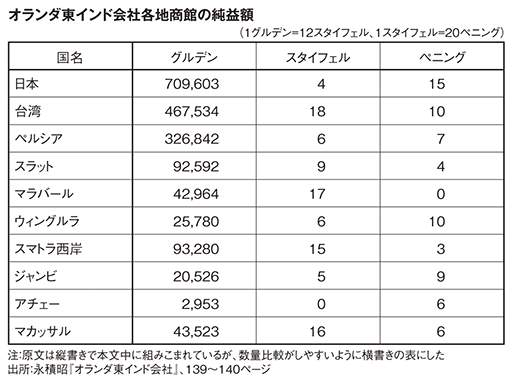 オランダ東インド会社各地商館の純益額
(1グルデン=12スタイフェル、1スタイフェル=20ペニング)
国名 グルデン スタイフェル ペニング
日本 709,603 4 15
台湾 467,534 18 10
ペルシア 326,842 6 7
スラット 92,592 9 4
マラバール 42,964 17 0
ウィングルラ 25,780 6 10
スマトラ西岸 93,280 15 3
ジャンビ 20,526 5 9
アチェー 2,953 0 6
マカッサル 43,523 16 6
注:原文は縦書きで本文中に組みこまれているが、数量比較がしやすいように横書きの表にした
出所:永積昭『オランダ東インド会社』、139〜140ページ